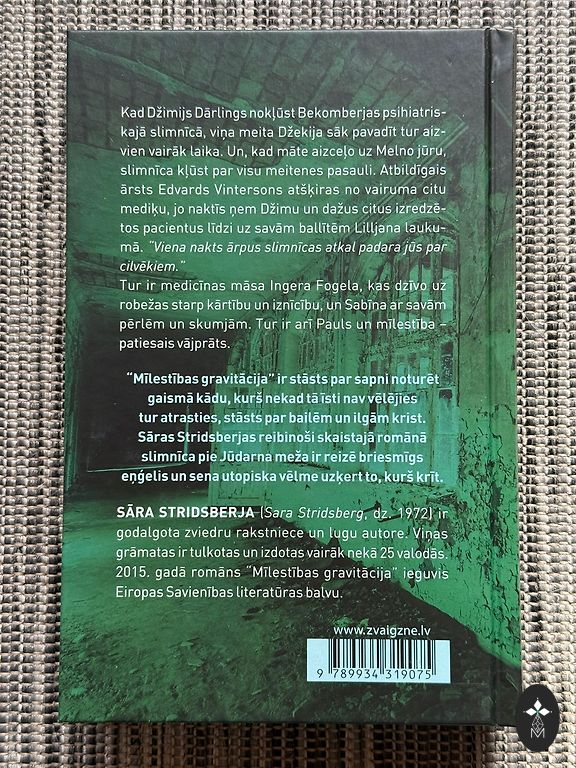 Kad Džimijs Dārlings nokļūst Bekomberjas psihiatris-
kajā slimnīcā, viņa meita Džekija sāk pavadīt tur aiz-
vien vairāk laika. Un, kad māte aizceļo uz Melno jūru,
slimnīca kļūst par visu meitenes pasauli. Atbildīgais
ārsts Edvards Vintersons atšķiras no vairuma citu
mediķu, jo naktīs ņem Džimu un dažus citus izredzē-
tos pacientus līdzi uz savām ballītēm Lilljana lauku-
mā. “Viena nakts ārpus slimnīcas atkal padara jūs par
cilvēkiem.”
Tur ir medicīnas māsa Ingera Fogela, kas dzīvo uz
robežas starp kārtību un iznīcību, un Sabīna ar savām
pērlēm un skumjām. Tur ir arī Pauls un mīlestība –
patiesais vājprāts.
“Mīlestības gravitācija” ir stāsts par sapni noturēt
gaismā kādu, kurš nekad tā īsti nav vēlējies
tur atrasties, stāsts par bailēm un ilgām krist.
Sāras Stridsberjas reibinoši skaistajā romānā
slimnīca pie Jūdarna meža ir reizē briesmīgs
eņģelis un sena utopiska vēlme uzķert to, kurš krīt.
SĀRA STRIDSBERJA (Sara Stridsberg, dz. 1972) ir
godalgota zviedru rakstniece un lugu autore. Viņas
grāmatas ir tulkotas un izdotas vairāk nekā 25 valodās.
2015. gadā romāns “Mīlestības gravitācija” ieguvis
Eiropas Savienības literatūras balvu.
www.zvaigzne.lv
9 789934 319075